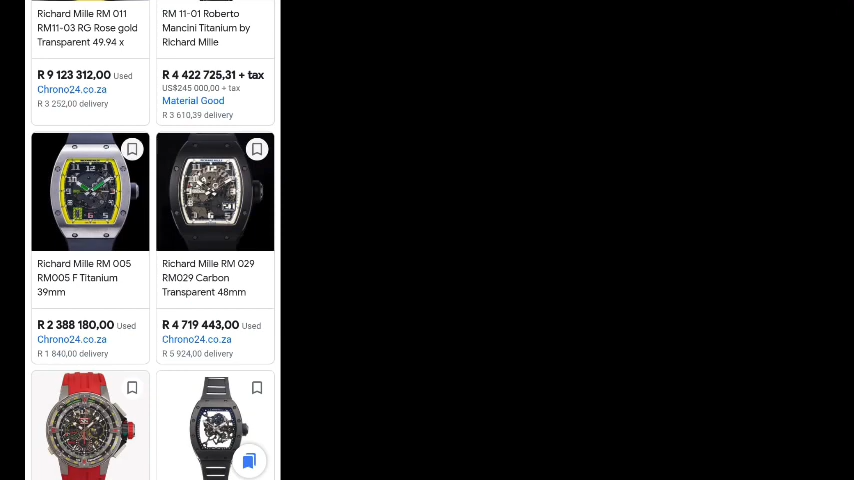 Richard Mille RM 011
RM11-03 RG Rose gold
Transparent 49.94 x
R 9 123 312,00 Used
Chrono24.co.za
R 3 252,00 delivery
RM 11-01 Roberto
Mancini Titanium by
Richard Mille
R 4 422 725,31 + tax
US$245 000,00 + tax
Material Good
R 3 610,39 delivery
Richard Mille RM 005
RM005 F Titanium
39mm
R 2 388 180,00 Used
Chrono24.co.za
R 1 840,00 delivery
Richard Mille RM 029
RM029 Carbon
Transparent 48mm
R 4 719 443,00 Used
Chrono24.co.za
R 5 924,00 delivery